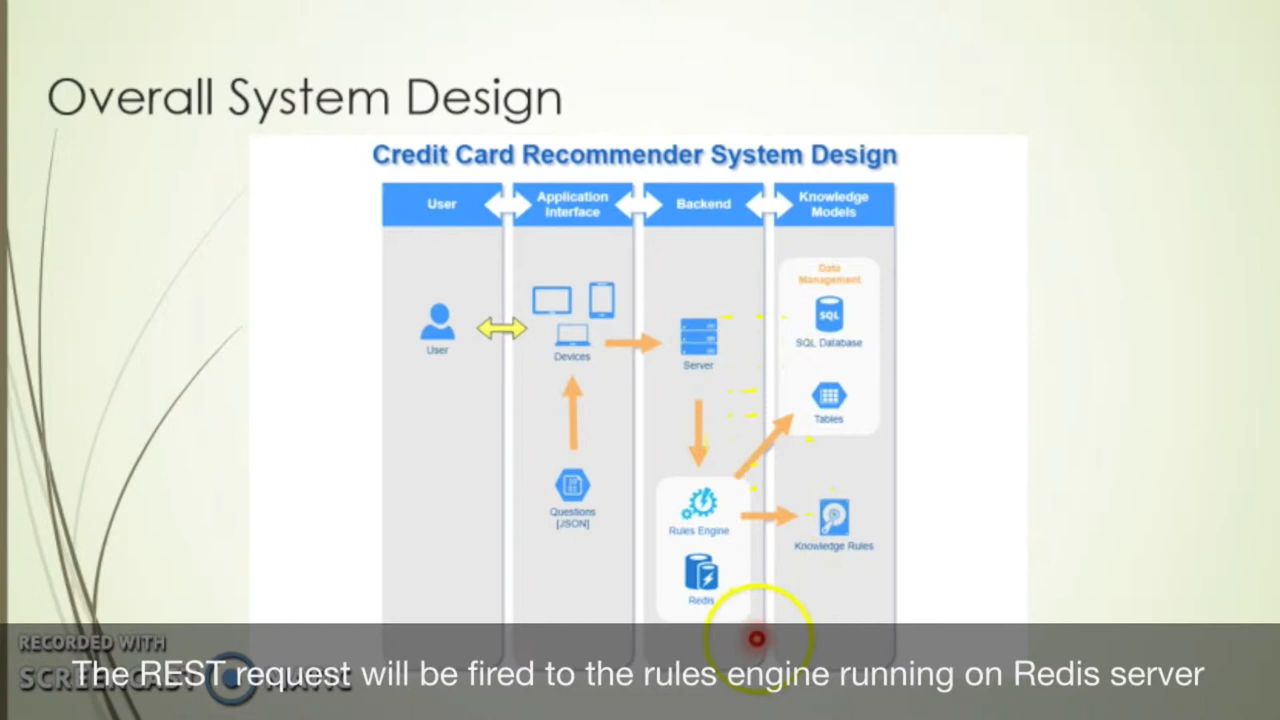 Overall System Design
Credit Card Recommender System Design
User
Application
Interface
Backend
Knowledge
Models
Data
Management
SQL
SQL Database
User
Devices
Server
Tables
Questions
[JSON]
Rules Engine
Knowledge Rules
Redis
RECORDED WITH
The REST request will be fired to the rules engine running on Redis server